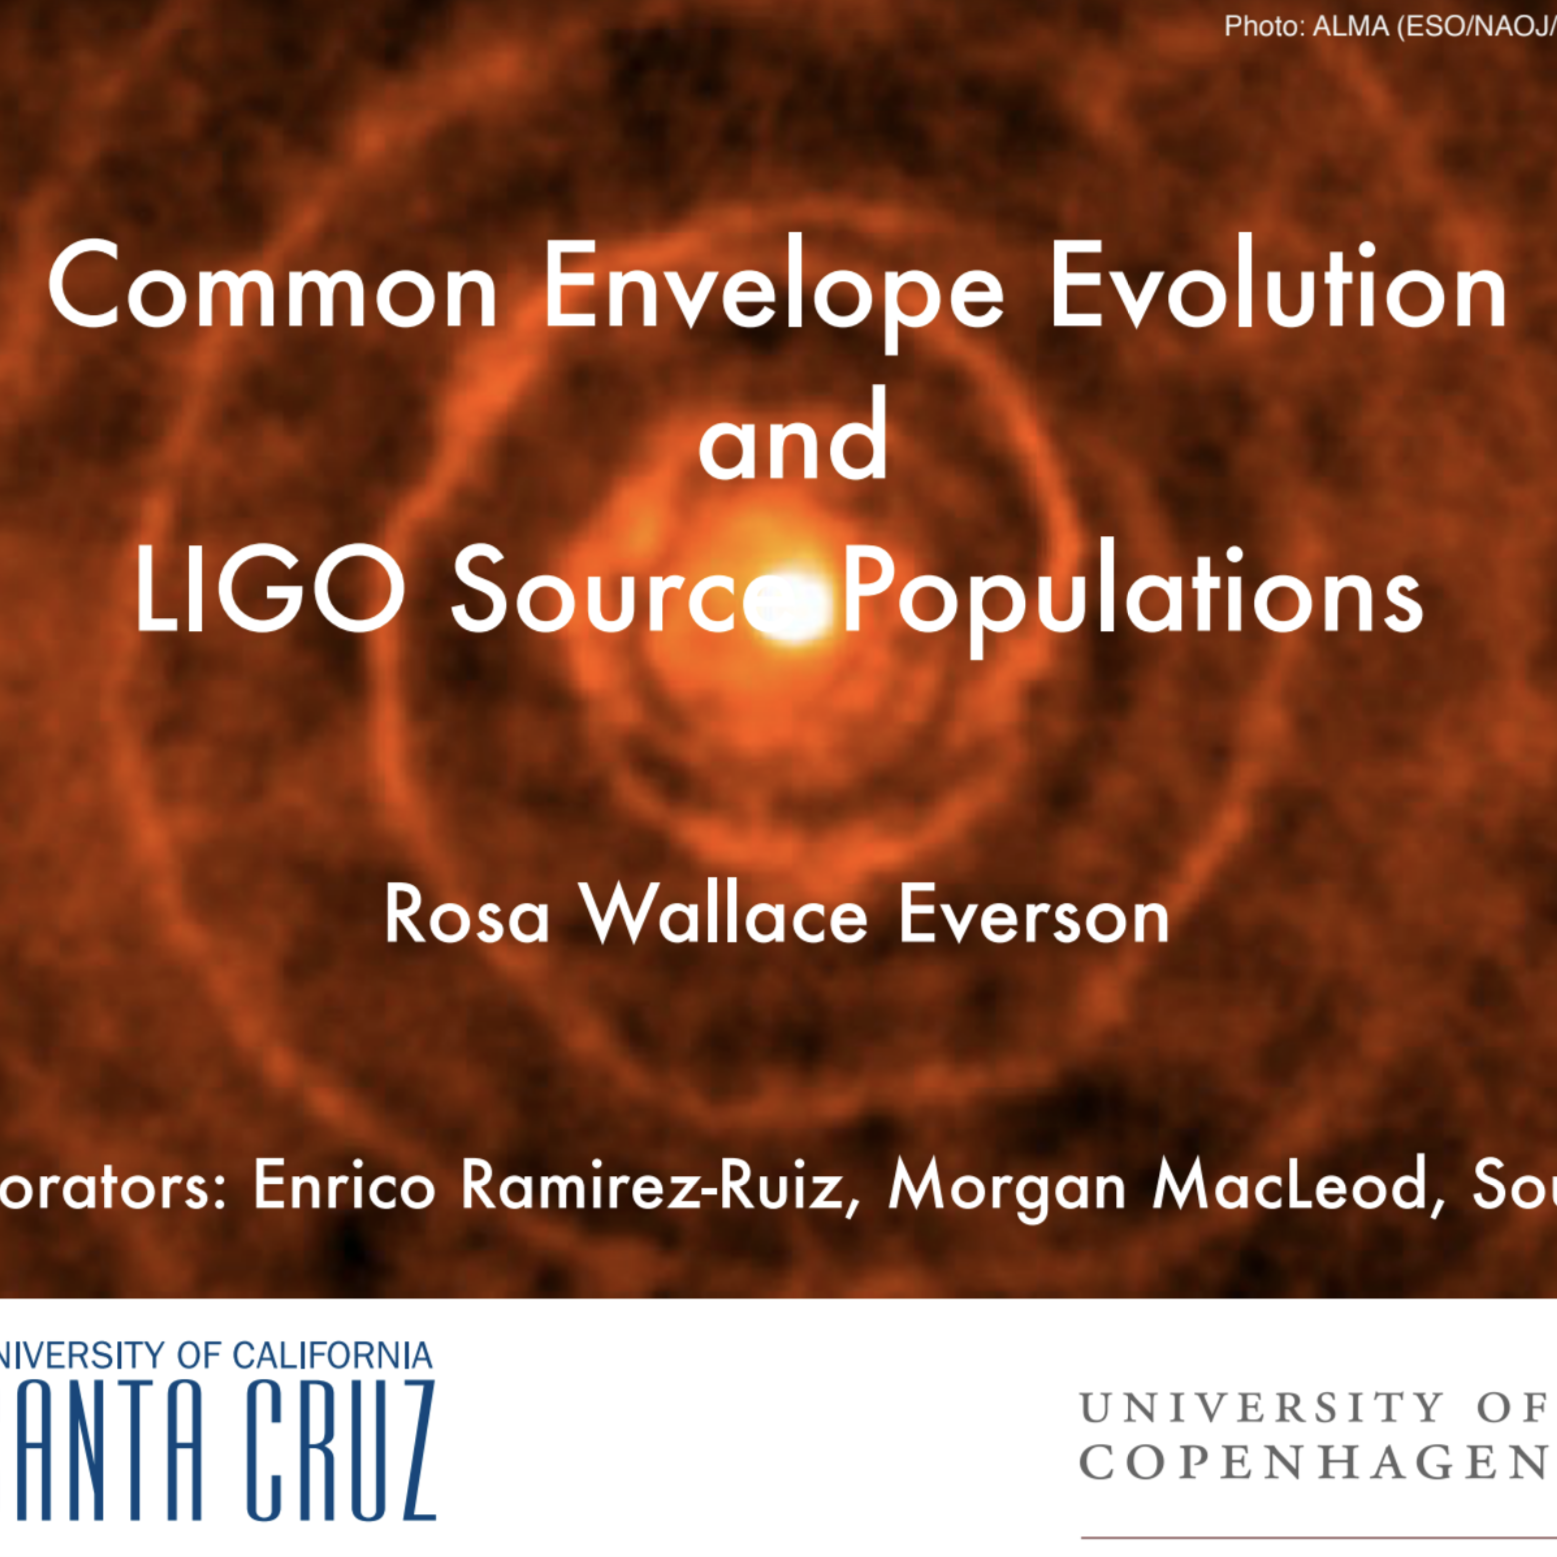 Photo: ALMA (ESO/NAOJ/
Common Envelope Evolution
and
LIGO Source Populations
Rosa Wallace Everson
orators: Enrico Ramirez-Ruiz, Morgan MacLeod, Sou
NIVERSITY OF CALIFORNIA
ANTA CRUZ
UNIVERSITY OF
COPENHAGEN